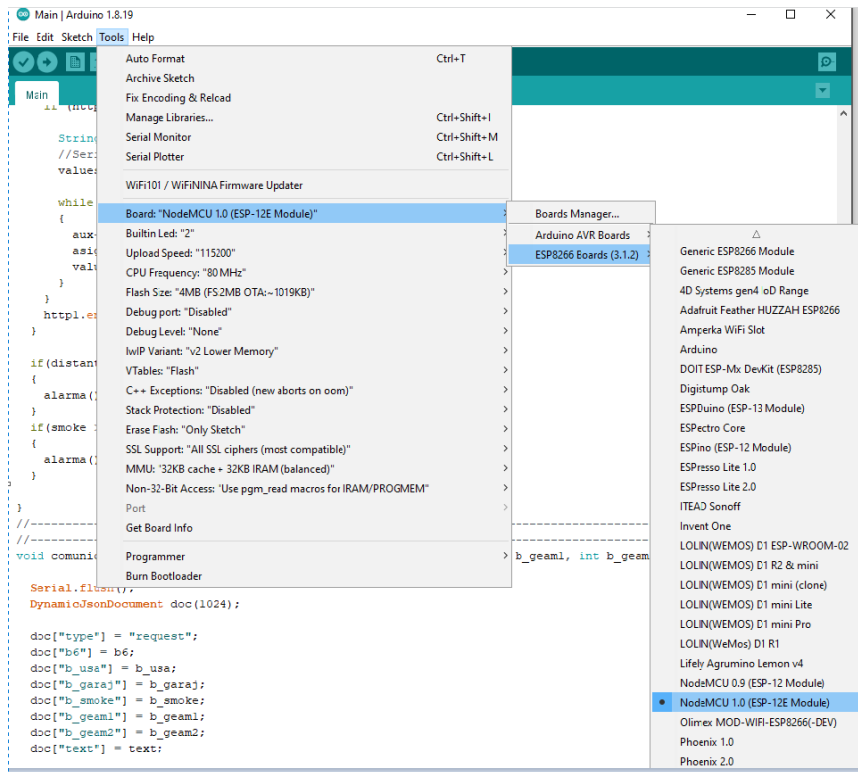 Main | Arduino 1.8.19
File Edit Sketch Tools Help
Main
Auto Format Ctrl+T
Archive Sketch
Fix Encoding & Reload
Manage Libraries... Ctrl+Shift+I
Serial Monitor Ctrl+Shift+M
Serial Plotter Ctrl+Shift+L
WiFi101 / WiFiNINA Firmware Updater
Board: "NodeMCU 1.0 (ESP-12E Module)"
Builtin Led: "2"
Upload Speed: "115200"
CPU Frequency: "80 MHz"
Flash Size: "4MB (FS:2MB OTA:~1019KB)"
Debug port: "Disabled"
Debug Level: "None"
lwIP Variant: "v2 Lower Memory"
VTables: "Flash"
C++ Exceptions: "Disabled (new aborts on oom)"
Stack Protection: "Disabled"
Erase Flash: "Only Sketch"
SSL Support: "All SSL ciphers (most compatible)"
MMU: "32KB cache + 32KB IRAM (balanced)"
Non-32-Bit Access: "Use pgm_read macros for IRAM/PROGMEM"
Port
Get Board Info
Programmer
Burn Bootloader
Boards Manager...
Arduino AVR Boards
ESP8266 Boards (3.1.2)
Generic ESP8266 Module
Generic ESP8285 Module
4D Systems gen4 IoD Range
Adafruit Feather HUZZAH ESP8266
Amperka WiFi Slot
Arduino
DOIT ESP-Mx DevKit (ESP8285)
Digistump Oak
ESPDuino (ESP-13 Module)
ESPectro Core
ESPino (ESP-12 Module)
ESPresso Lite 1.0
ESPresso Lite 2.0
ITEAD Sonoff
Invent One
LOLIN(WEMOS) D1 ESP-WROOM-02
LOLIN(WEMOS) D1 R2 & mini
LOLIN(WEMOS) D1 mini (clone)
LOLIN(WEMOS) D1 mini Lite
LOLIN(WEMOS) D1 mini Pro
LOLIN(WeMos) D1 R1
Lifely Agrumino Lemon v4
NodeMCU 0.9 (ESP-12 Module)
NodeMCU 1.0 (ESP-12E Module)
Olimex MOD-WIFI-ESP8266(-DEV)
Phoenix 1.0
Phoenix 2.0
String
//Seri
values
while
{
aux
asig
valu
}
}
http1.en
}
if(distant
{
alarma()
}
if(smoke
{
alarma()
}
}
//----------
//----------
void comunic b_geam1, int b_geam
Serial.flush();
DynamicJsonDocument doc(1024);
doc["type"] = "request";
doc["b6"] = b6;
doc["b_usa"] = b_usa;
doc["b_garaj"] = b_garaj;
doc["b_smoke"] = b_smoke;
doc["b_geam1"] = b_geam1;
doc["b_geam2"] = b_geam2;
doc["text"] = text;